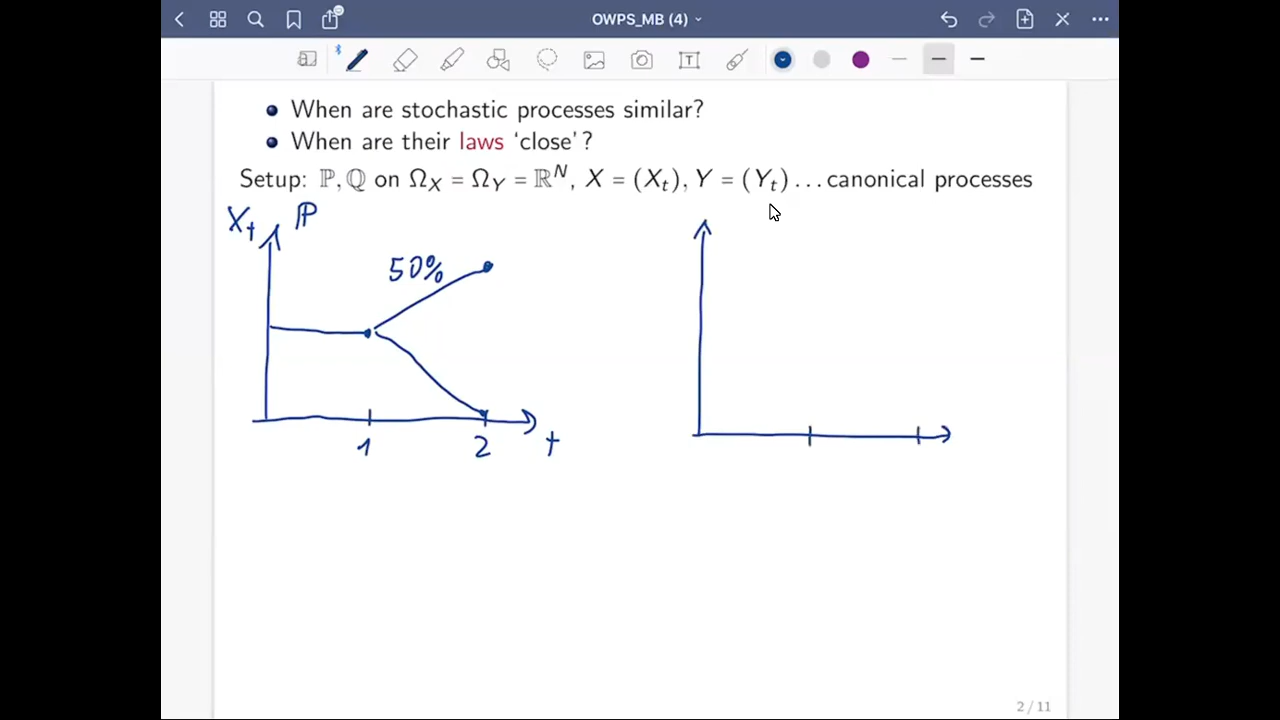 OWPS_MB (4)
T
When are stochastic processes similar?
When are their laws 'close'?
Setup: ℙ, ℚ on Ω_X = Ω_Y = ℝ^N, X = (X_t), Y = (Y_t) ... canonical processes
X_t ℙ
50%
1 2 t
2 / 11